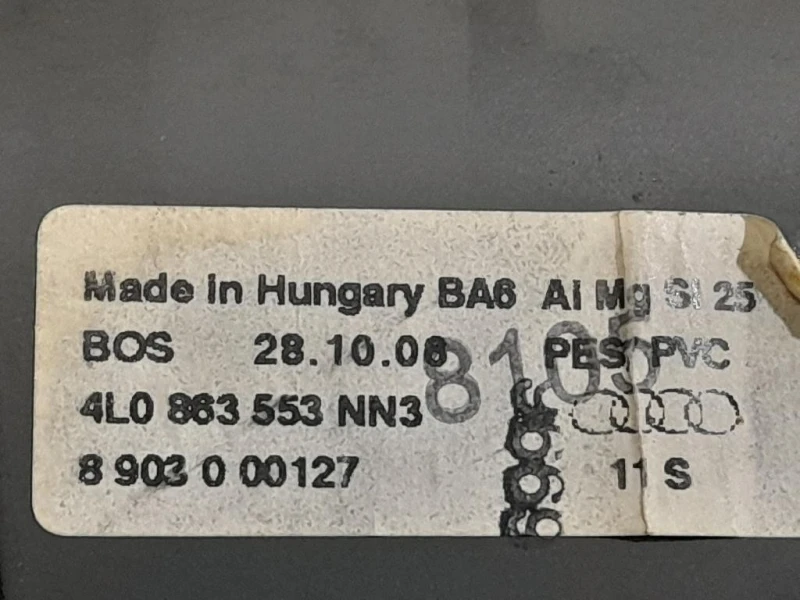 Made in Hungary BA6 Al Mg Si 25
BOS 28.10.08 PES PVC
8105
4L0 863 553 NN3
8 903 0 00127 11 S